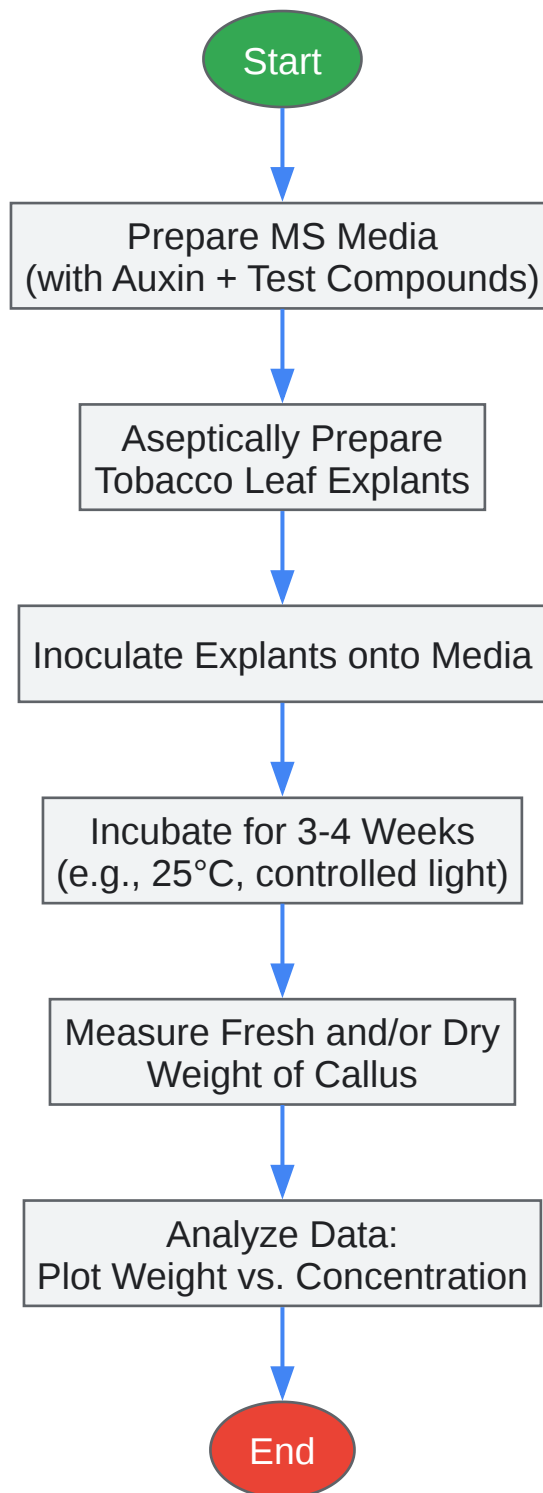 Start
Prepare MS Media
(with Auxin + Test Compounds)
Aseptically Prepare
Tobacco Leaf Explants
Inoculate Explants onto Media
Incubate for 3-4 Weeks
(e.g., 25°C, controlled light)
Measure Fresh and/or Dry
Weight of Callus
Analyze Data:
Plot Weight vs. Concentration
End